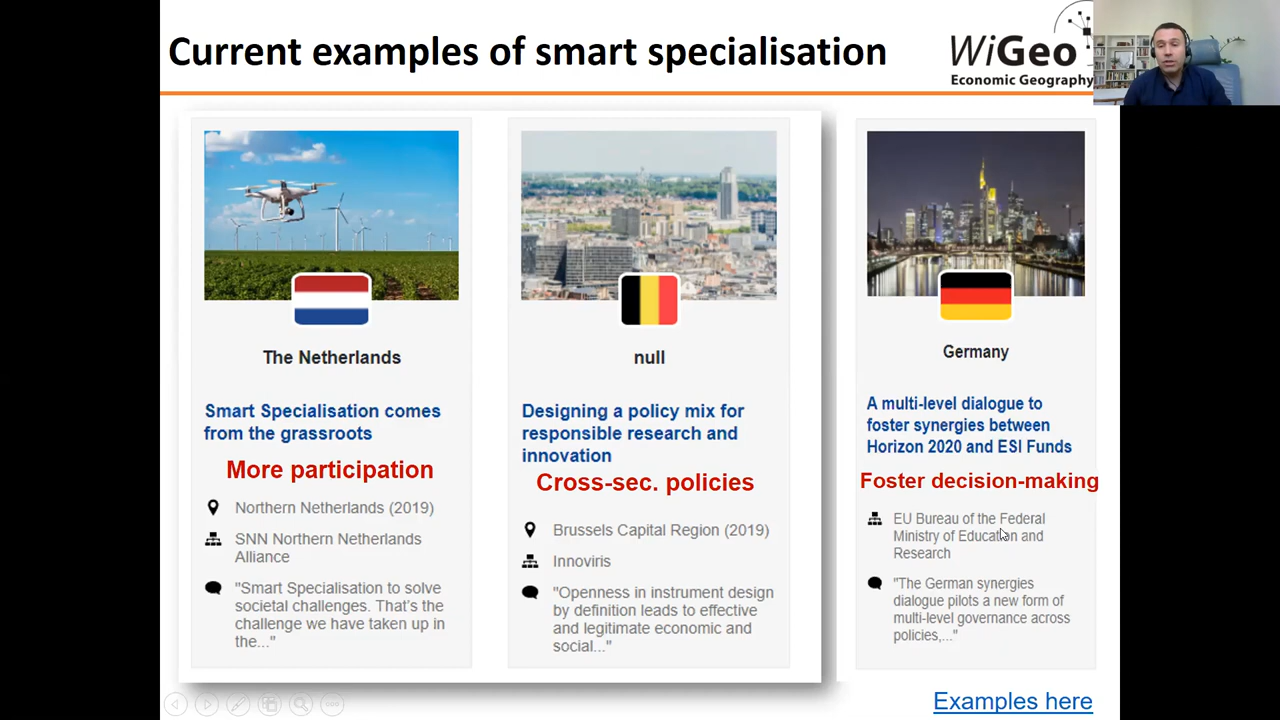 Current examples of smart specialisation
WiGeo
Economic Geography
The Netherlands
Smart Specialisation comes
from the grassroots
More participation
Northern Netherlands (2019)
SNN Northern Netherlands
Alliance
"Smart Specialisation to solve
societal challenges. That's the
challenge we have taken up in
the..."
null
Designing a policy mix for
responsible research and
innovation
Cross-sec. policies
Brussels Capital Region (2019)
Innoviris
"Openness in instrument design
by definition leads to effective
and legitimate economic and
social..."
Germany
A multi-level dialogue to
foster synergies between
Horizon 2020 and ESI Funds
Foster decision-making
EU Bureau of the Federal
Ministry of Education and
Research
"The German synergies
dialogue pilots a new form of
multi-level governance across
policies,..."
Examples here